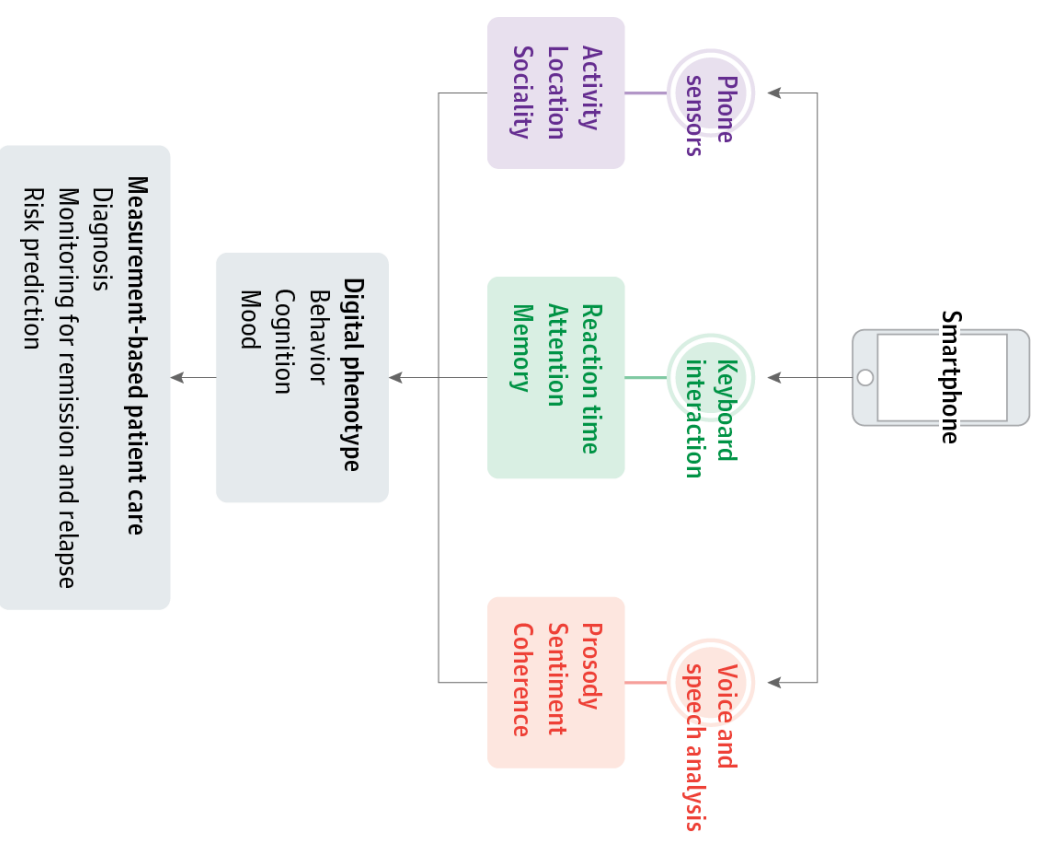 Smartphone
Voice and
speech analysis
Keyboard
interaction
Phone
sensors
Prosody
Sentiment
Coherence
Reaction time
Attention
Memory
Activity
Location
Sociality
Digital phenotype
Behavior
Cognition
Mood
Measurement-based patient care
Diagnosis
Monitoring for remission and relapse
Risk prediction